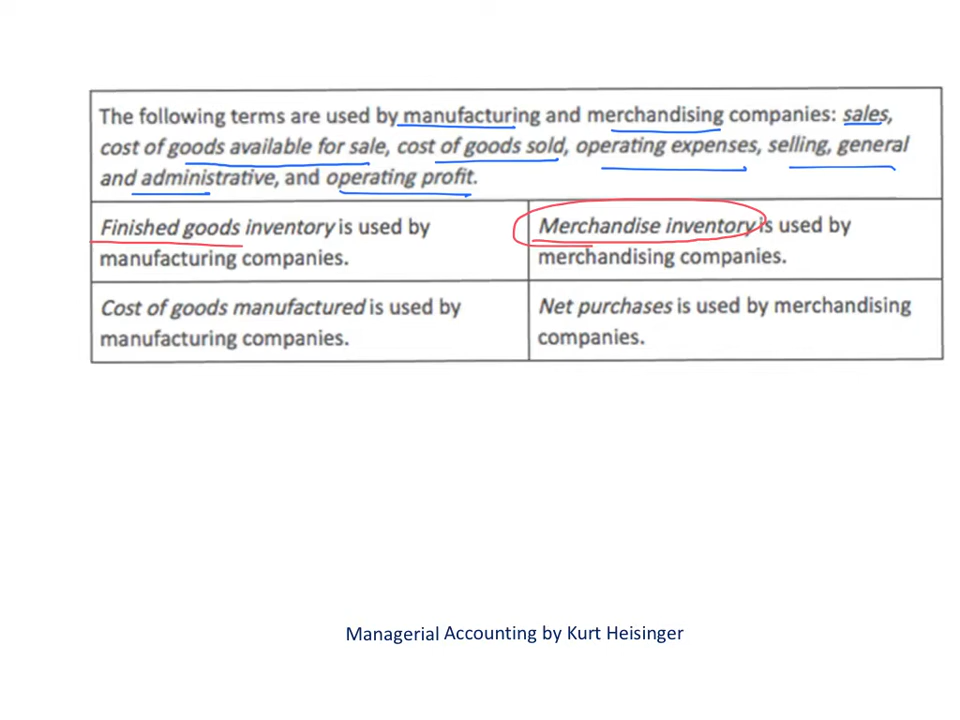 The following terms are used by manufacturing and merchandising companies: sales,
cost of goods available for sale, cost of goods sold, operating expenses, selling, general
and administrative, and operating profit.
Finished goods inventory is used by
manufacturing companies.
Merchandise inventory is used by
merchandising companies.
Cost of goods manufactured is used by
manufacturing companies.
Net purchases is used by merchandising
companies.
Managerial Accounting by Kurt Heisinger